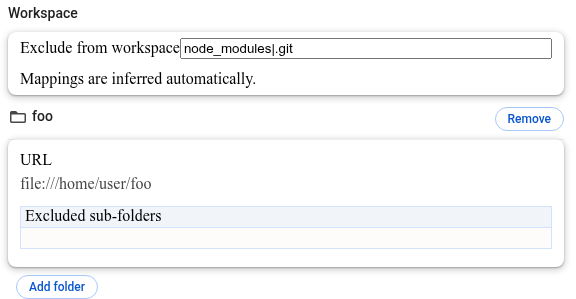 Workspace
Exclude from workspace node_modules|.git
Mappings are inferred automatically.
foo Remove
URL
file:///home/user/foo
Excluded sub-folders
Add folder